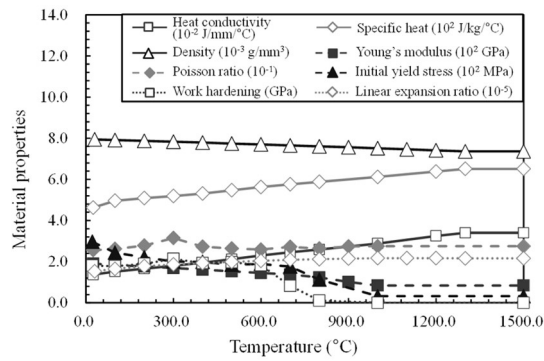 14.0
12.0
10.0
8.0
6.0
4.0
2.0
0.0
Material properties
Heat conductivity
(10⁻² J/mm/°C)
Specific heat (10² J/kg/°C)
Density (10⁻³ g/mm³)
Young's modulus (10² GPa)
Poisson ratio (10⁻¹)
Initial yield stress (10² MPa)
Work hardening (GPa)
Linear expansion ratio (10⁻⁵)
0.0 300.0 600.0 900.0 1200.0 1500.0
Temperature (°C)